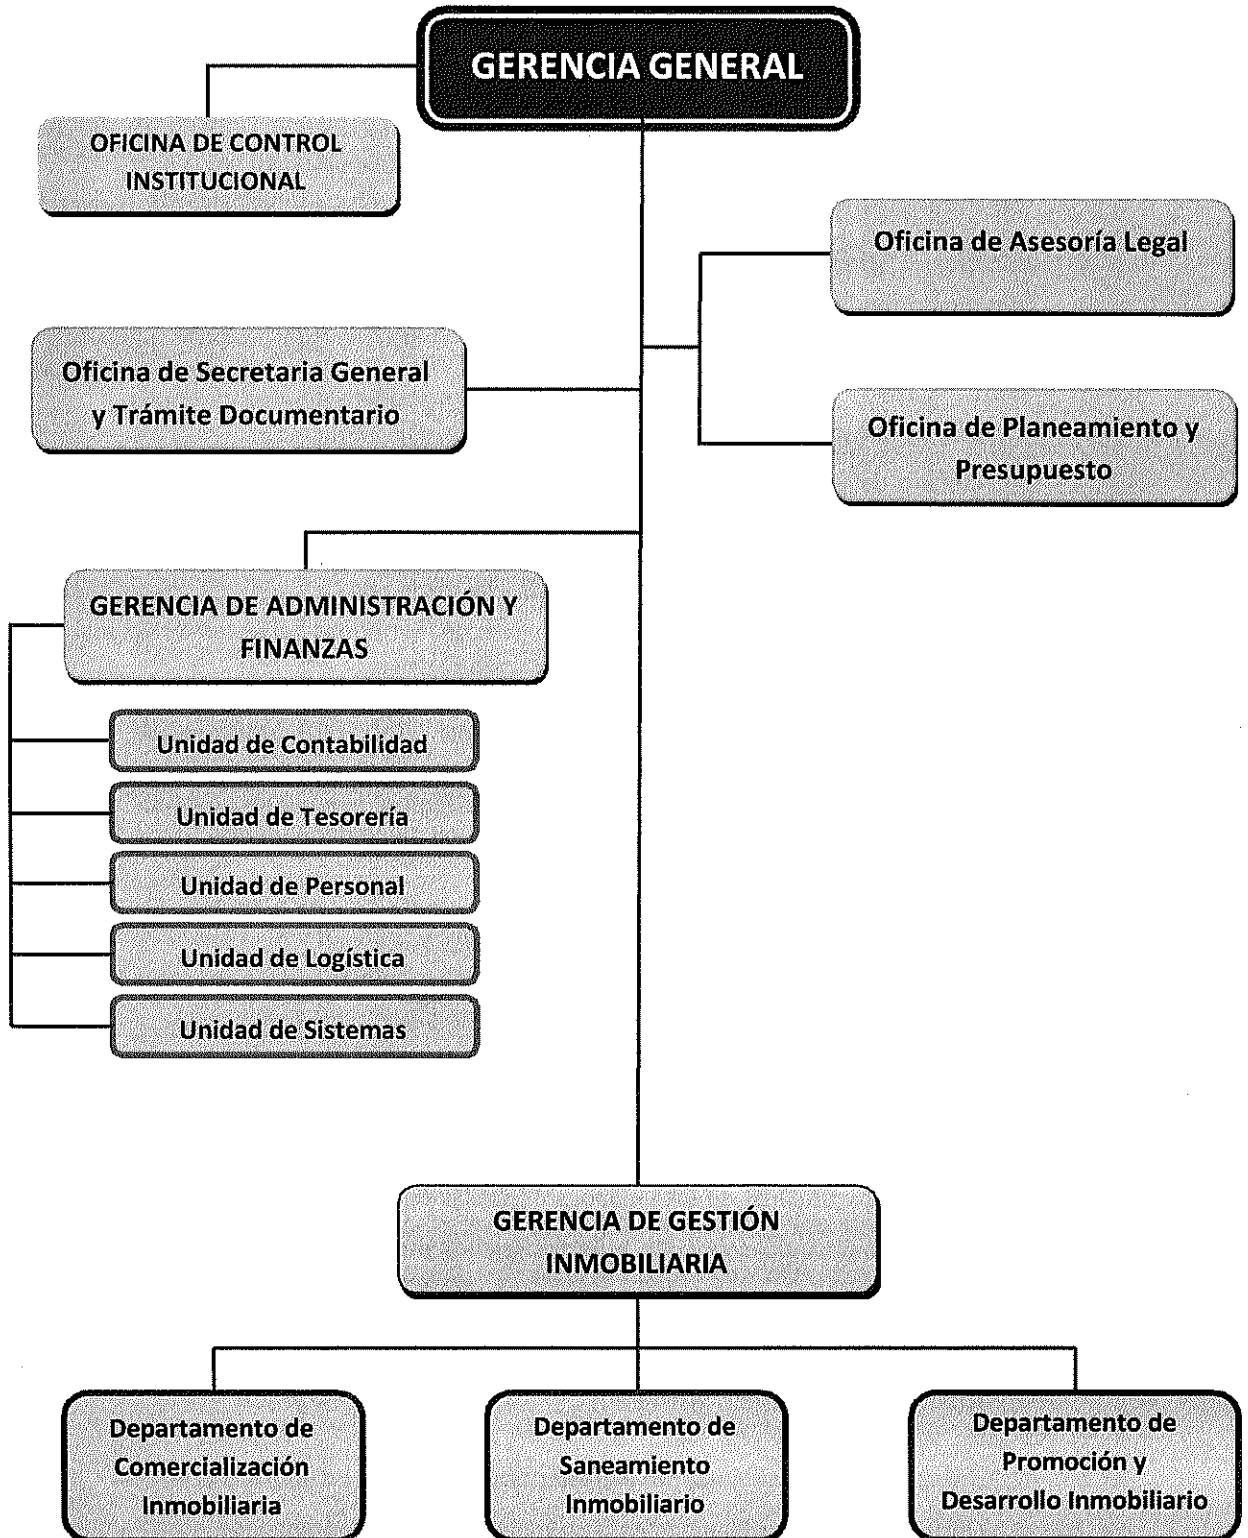 GERENCIA GENERAL
OFICINA DE CONTROL
INSTITUCIONAL
Oficina de Asesoría Legal
Oficina de Secretaria General
y Trámite Documentario
Oficina de Planeamiento y
Presupuesto
GERENCIA DE ADMINISTRACIÓN Y
FINANZAS
Unidad de Contabilidad
Unidad de Tesorería
Unidad de Personal
Unidad de Logística
Unidad de Sistemas
GERENCIA DE GESTIÓN
INMOBILIARIA
Departamento de
Comercialización
Inmobiliaria
Departamento de
Saneamiento
Inmobiliario
Departamento de
Promoción y
Desarrollo Inmobiliario